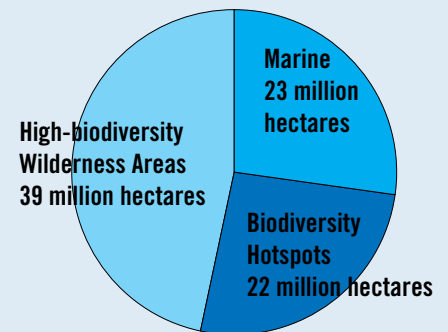 Marine
23 million
hectares
High-biodiversity
Wilderness Areas
39 million hectares
Biodiversity
Hotspots
22 million hectares